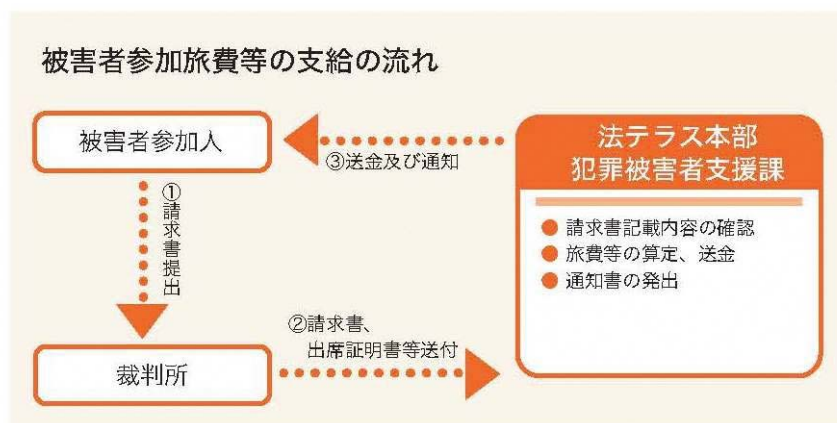 被害者参加旅費等の支給の流れ
被害者参加人
③送金及び通知
法テラス本部
犯罪被害者支援課
①請求書提出
● 請求書記載内容の確認
● 旅費等の算定、送金
● 通知書の発出
②請求書、
出席証明書等送付
裁判所